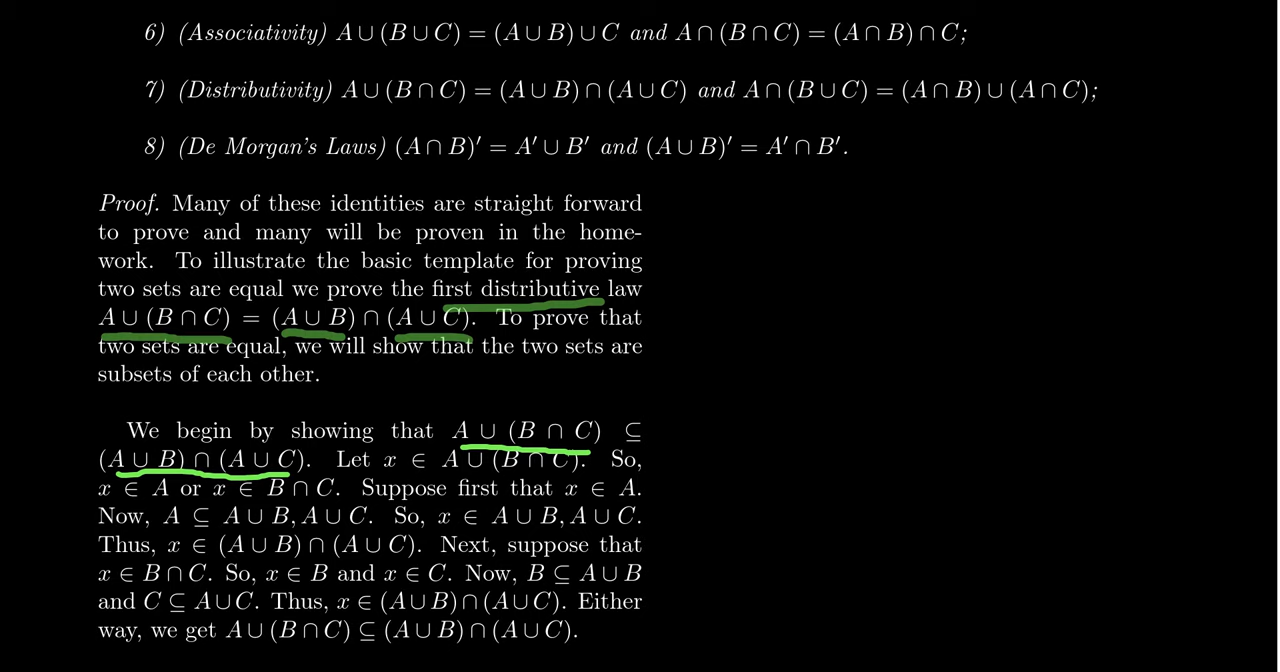 6) (Associativity) A ∪ (B ∪ C) = (A ∪ B) ∪ C and A ∩ (B ∩ C) = (A ∩ B) ∩ C;
7) (Distributivity) A ∪ (B ∩ C) = (A ∪ B) ∩ (A ∪ C) and A ∩ (B ∪ C) = (A ∩ B) ∪ (A ∩ C);
8) (De Morgan's Laws) (A ∩ B)′ = A′ ∪ B′ and (A ∪ B)′ = A′ ∩ B′.
Proof. Many of these identities are straight forward
to prove and many will be proven in the home-
work. To illustrate the basic template for proving
two sets are equal we prove the first distributive law
A ∪ (B ∩ C) = (A ∪ B) ∩ (A ∪ C). To prove that
two sets are equal, we will show that the two sets are
subsets of each other.
We begin by showing that A ∪ (B ∩ C) ⊆
(A ∪ B) ∩ (A ∪ C). Let x ∈ A ∪ (B ∩ C). So,
x ∈ A or x ∈ B ∩ C. Suppose first that x ∈ A.
Now, A ⊆ A ∪ B, A ∪ C. So, x ∈ A ∪ B, A ∪ C.
Thus, x ∈ (A ∪ B) ∩ (A ∪ C). Next, suppose that
x ∈ B ∩ C. So, x ∈ B and x ∈ C. Now, B ⊆ A ∪ B
and C ⊆ A ∪ C. Thus, x ∈ (A ∪ B) ∩ (A ∪ C). Either
way, we get A ∪ (B ∩ C) ⊆ (A ∪ B) ∩ (A ∪ C).